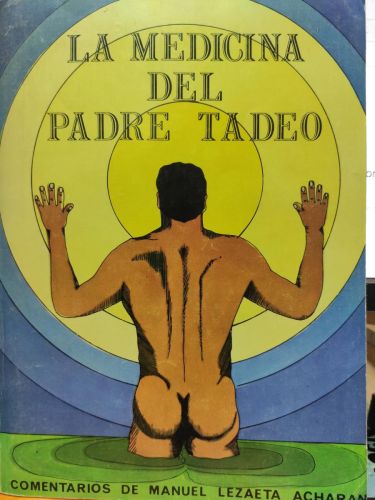 LA MEDICINA
DEL
PADRE TADEO
COMENTARIOS DE MANUEL LEZAETA ACHARAN